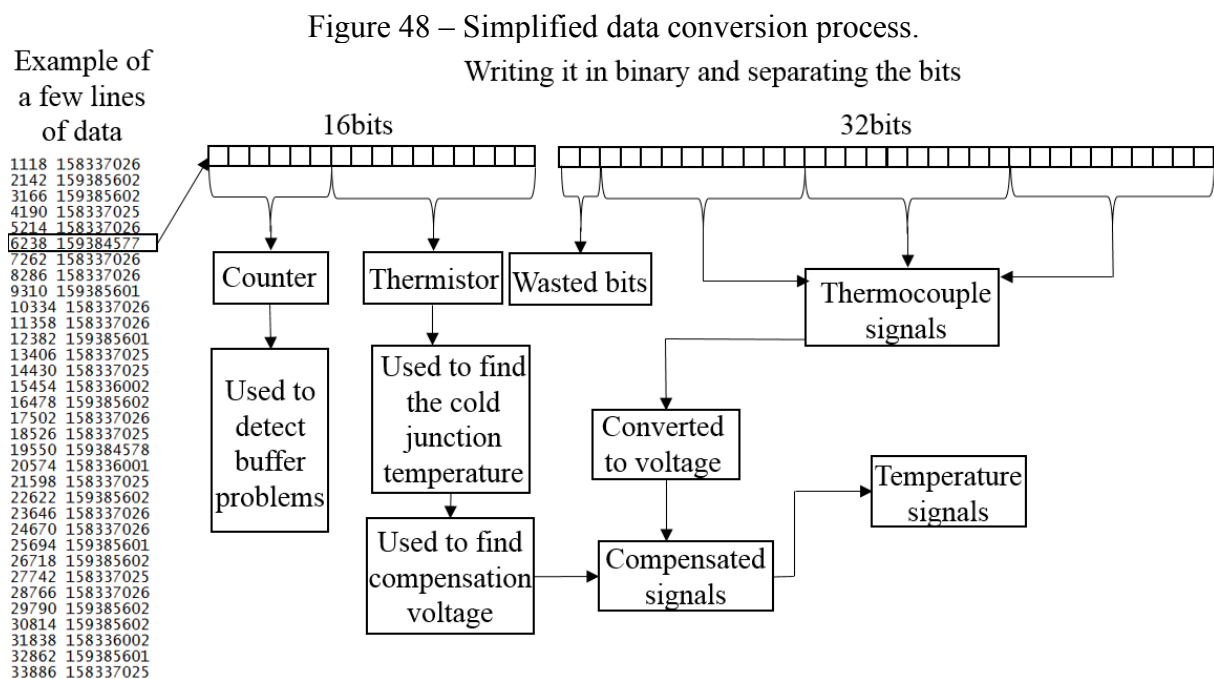 Figure 48 – Simplified data conversion process.
Example of
a few lines
of data
Writing it in binary and separating the bits
16bits
32bits
1118 158337026
2142 159385602
3166 159385602
4190 158337025
5214 158337026
6238 159384577
7262 158337026
8286 158337026
9310 159385601
10334 158337026
11358 158337026
12382 159385601
13406 158337025
14430 158337025
15454 158336002
16478 159385602
17502 158337026
18526 158337025
19550 159384578
20574 158336001
21598 158337025
22622 159385602
23646 158337026
24670 158337026
25694 159385601
26718 159385602
27742 158337025
28766 158337026
29790 159385602
30814 159385602
31838 158336002
32862 159385601
33886 158337025
Counter
Thermistor
Wasted bits
Thermocouple
signals
Used to
detect
buffer
problems
Used to find
the cold
junction
temperature
Converted
to voltage
Temperature
signals
Used to find
compensation
voltage
Compensated
signals